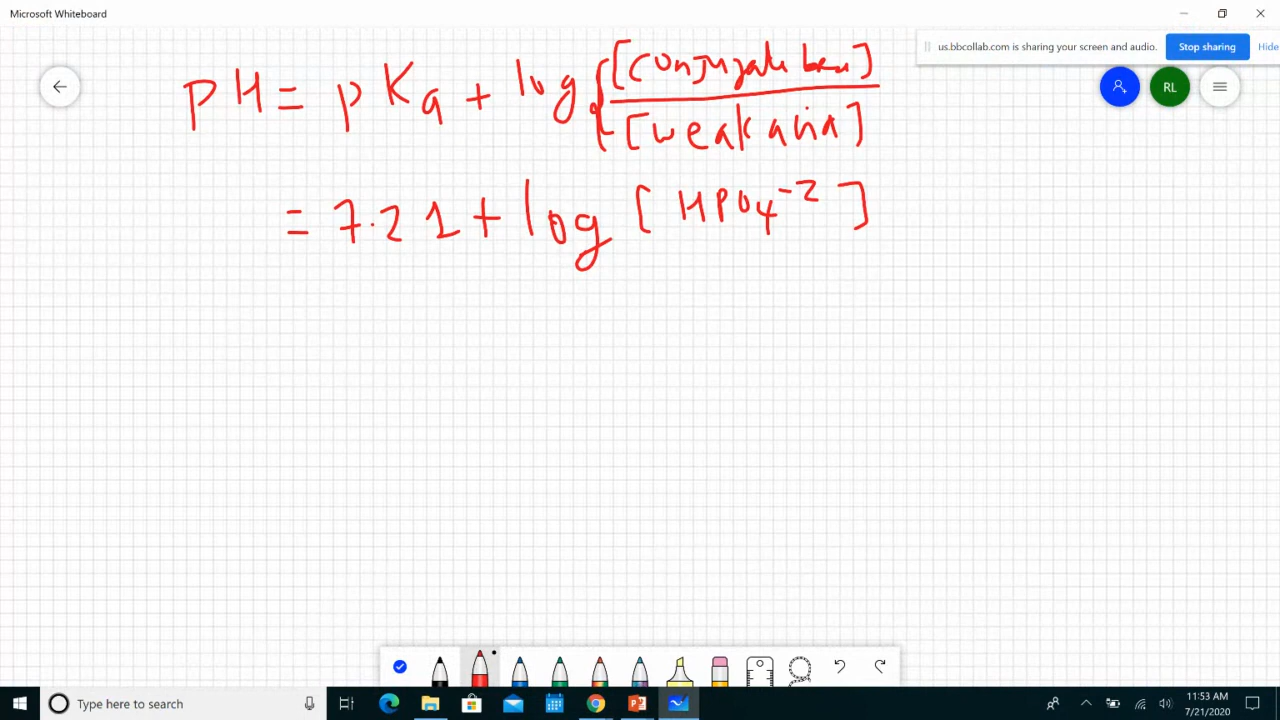 Microsoft Whiteboard
us.bbcollab.com is sharing your screen and audio. Stop sharing Hide
RL
pH = pKa + log { [conjugate base]
[weak acid]
= 7.21 + log [ HPO4⁻² ]
Type here to search
11:53 AM
7/21/2020